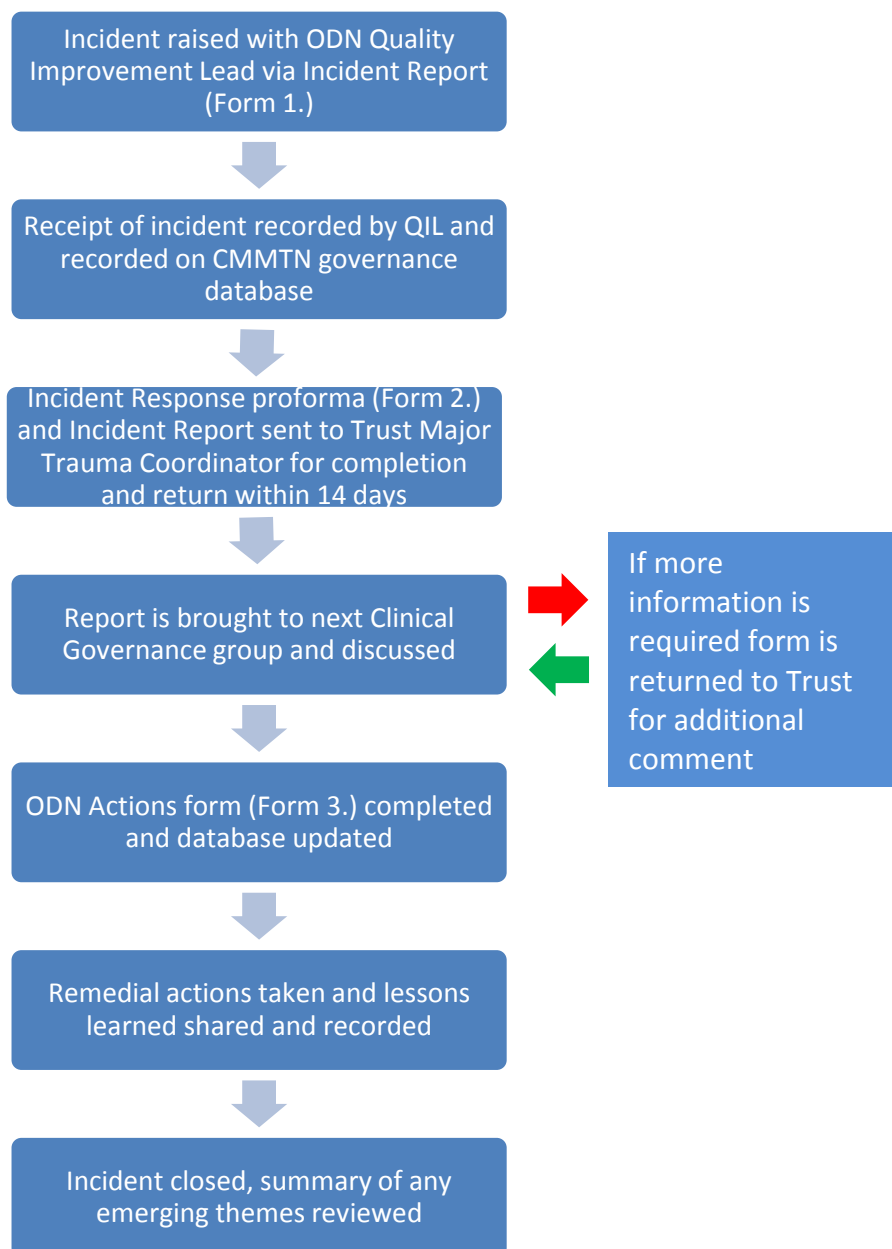 Incident raised with ODN Quality
Improvement Lead via Incident Report
(Form 1.)
Receipt of incident recorded by QIL and
recorded on CMMTN governance
database
Incident Response proforma (Form 2.)
and Incident Report sent to Trust Major
Trauma Coordinator for completion
and return within 14 days
Report is brought to next Clinical
Governance group and discussed
If more
information is
required form is
returned to Trust
for additional
comment
ODN Actions form (Form 3.) completed
and database updated
Remedial actions taken and lessons
learned shared and recorded
Incident closed, summary of any
emerging themes reviewed